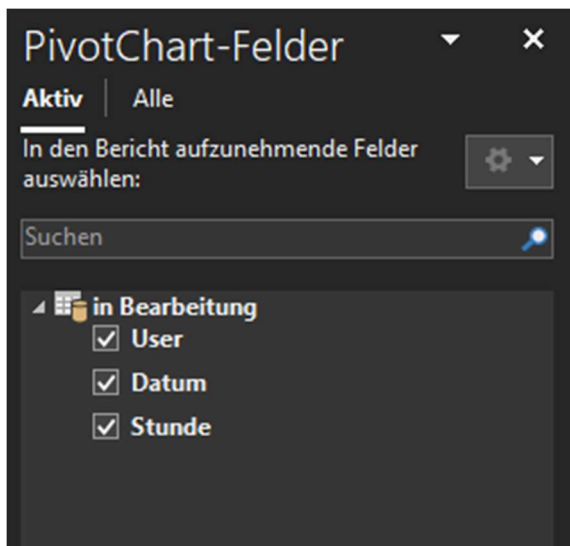 PivotChart-Felder
Aktiv Alle
In den Bericht aufzunehmende Felder
auswählen:
Suchen
in Bearbeitung
User
Datum
Stunde